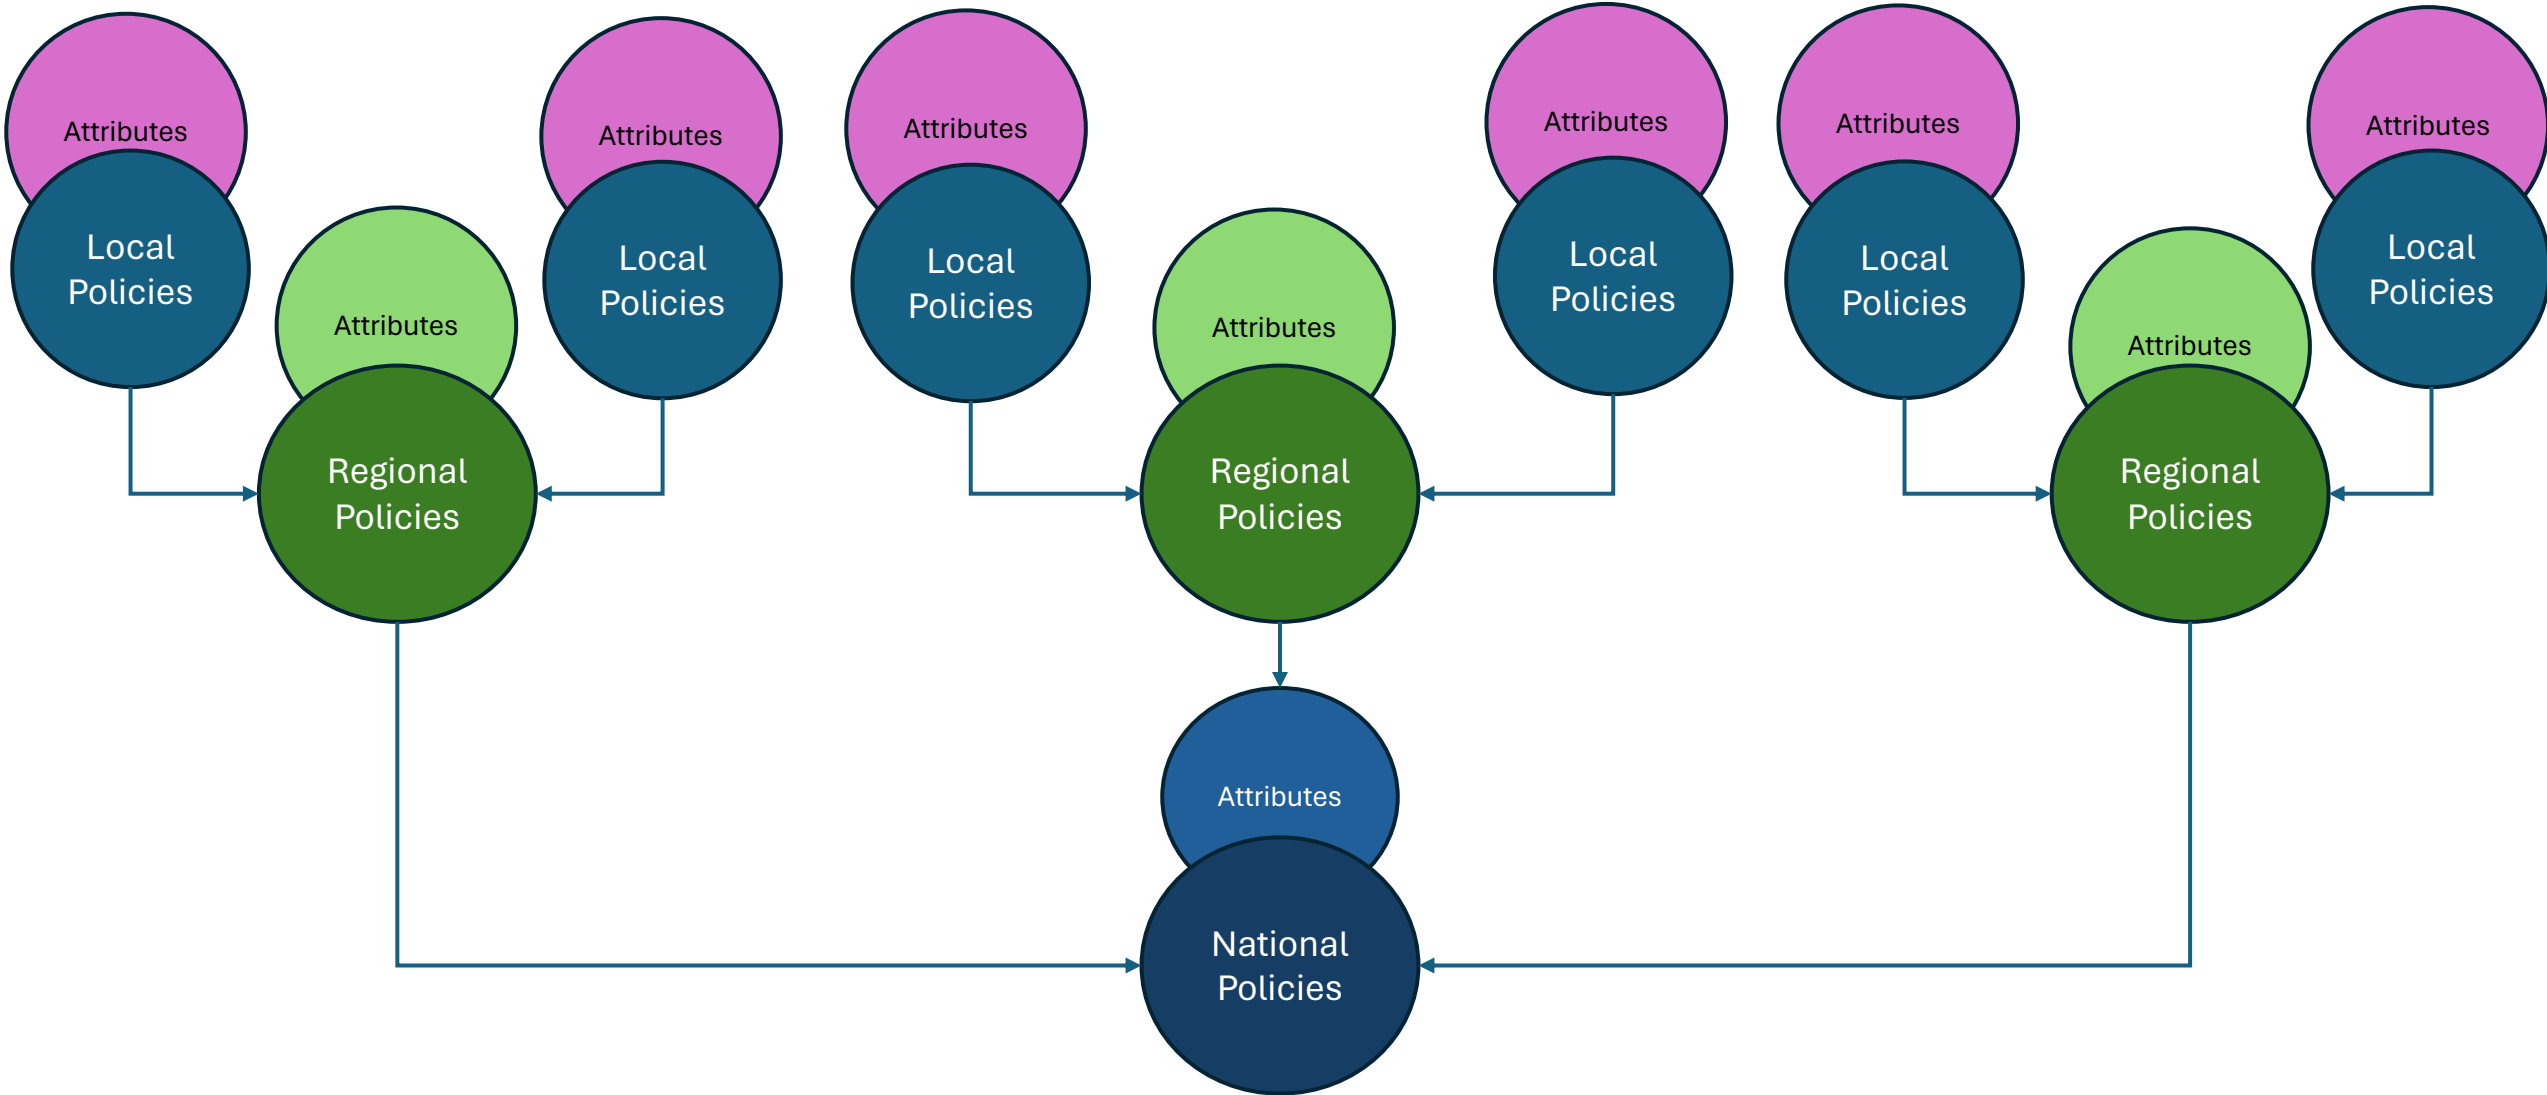 Attributes
Local
Policies
Attributes
Local
Policies
Attributes
Local
Policies
Attributes
Local
Policies
Attributes
Local
Policies
Attributes
Local
Policies
Attributes
Regional
Policies
Attributes
Regional
Policies
Attributes
Regional
Policies
Attributes
National
Policies